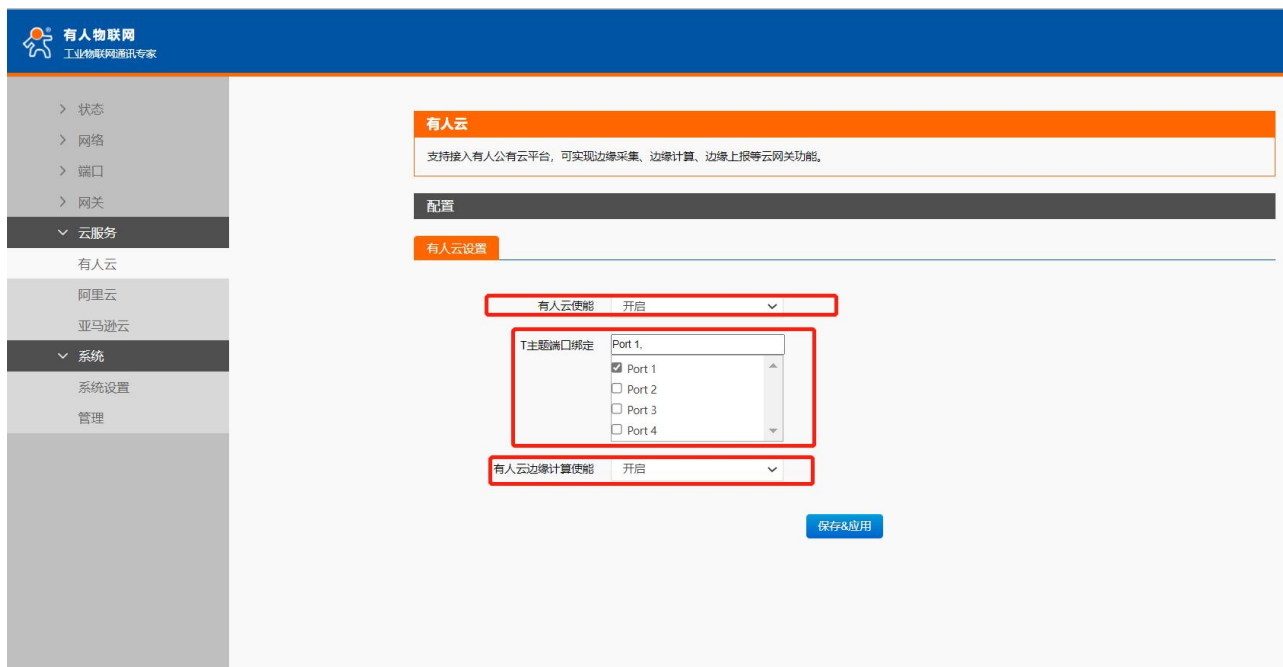 有人物联网
工业物联网通讯专家
状态
网络
端口
网关
云服务
有人云
阿里云
亚马逊云
系统
系统设置
管理
有人云
支持接入有人公有云平台，可实现边缘采集、边缘计算、边缘上报等云网关功能。
配置
有人云设置
有人云使能 开启
T主题端口绑定 Port 1,
Port 1
Port 2
Port 3
Port 4
有人云边缘计算使能 开启
保存&应用